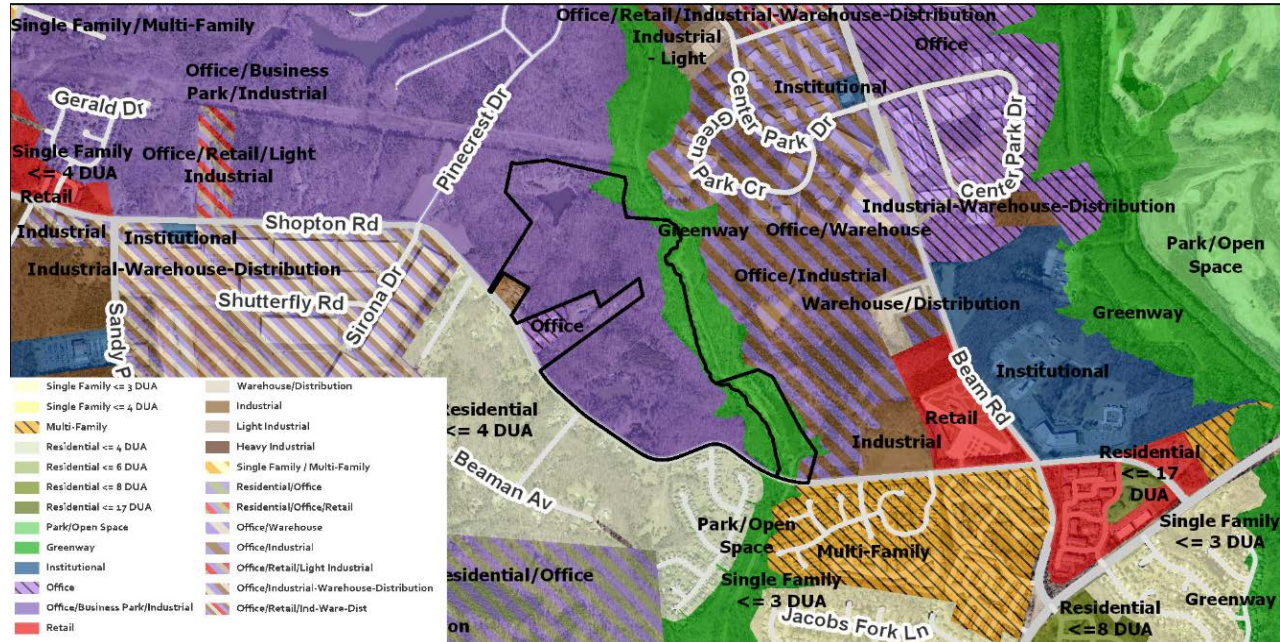 Single Family/Multi-Family
Office/Retail/Industrial-Warehouse-Distribution
Industrial
- Light
Office
Office/Business
Park/Industrial
Gerald Dr
Pinecrest Dr
Center Park Dr
Institutional
Single Family
<= 4 DUA
Office/Retail/Light
Industrial
Green Park Cr
Center Park Dr
Retail
Industrial-Warehouse-Distribution
Shopton Rd
Greenway
Office/Warehouse
Industrial
Institutional
Park/Open
Space
Industrial-Warehouse-Distribution
Office/Industrial
Shutterfly Rd
Sirona Dr
Warehouse/Distribution
Greenway
Office
Sandy P
Beam Rd
Institutional
Residential
<= 4 DUA
Retail
Industrial
Residential
<= 17
DUA
Beaman Av
Park/Open
Space
Multi-Family
Single Family
<= 3 DUA
Single Family
<= 3 DUA
esidential/Office
Greenway
on
Jacobs Fork Ln
Residential
<=8 DUA
Single Family <= 3 DUA
Single Family <= 4 DUA
Multi-Family
Residential <= 4 DUA
Residential <= 6 DUA
Residential <= 8 DUA
Residential <= 17 DUA
Park/Open Space
Greenway
Institutional
Office
Office/Business Park/Industrial
Retail
Warehouse/Distribution
Industrial
Light Industrial
Heavy Industrial
Single Family / Multi-Family
Residential/Office
Residential/Office/Retail
Office/Warehouse
Office/Industrial
Office/Retail/Light Industrial
Office/Industrial-Warehouse-Distribution
Office/Retail/Ind-Ware-Dist